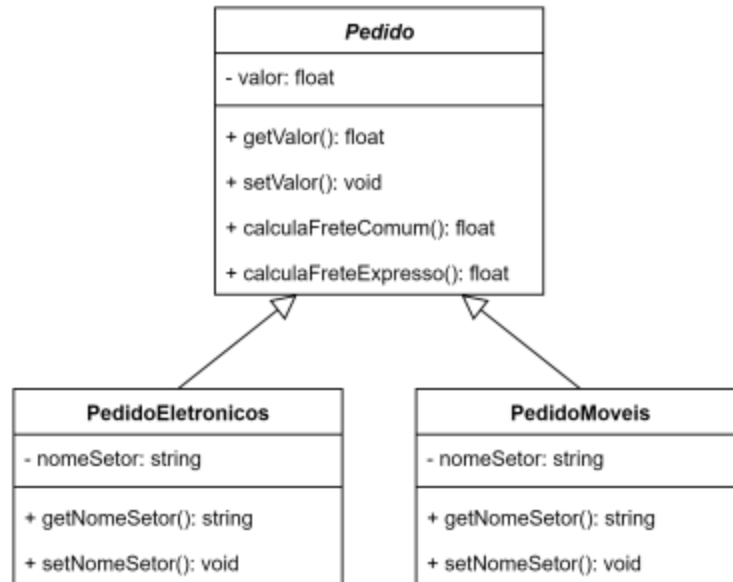 Pedido
- valor: float
+ getValor(): float
+ setValor(): void
+ calculaFreteComum(): float
+ calculaFreteExpresso(): float
PedidoEletronicos
- nomeSetor: string
+ getNomeSetor(): string
+ setNomeSetor(): void
PedidoMoveis
- nomeSetor: string
+ getNomeSetor(): string
+ setNomeSetor(): void